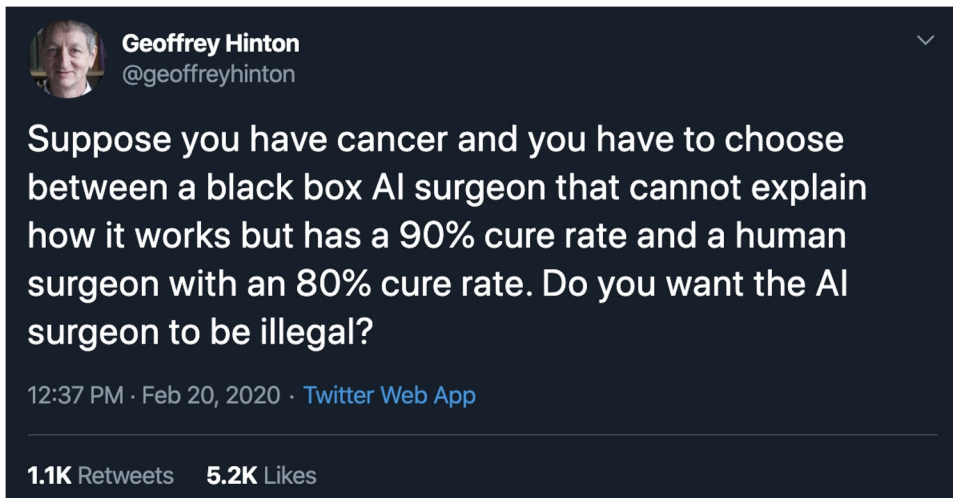 Geoffrey Hinton
@geoffreyhinton
Suppose you have cancer and you have to choose
between a black box AI surgeon that cannot explain
how it works but has a 90% cure rate and a human
surgeon with an 80% cure rate. Do you want the AI
surgeon to be illegal?
12:37 PM · Feb 20, 2020 · Twitter Web App
1.1K Retweets 5.2K Likes